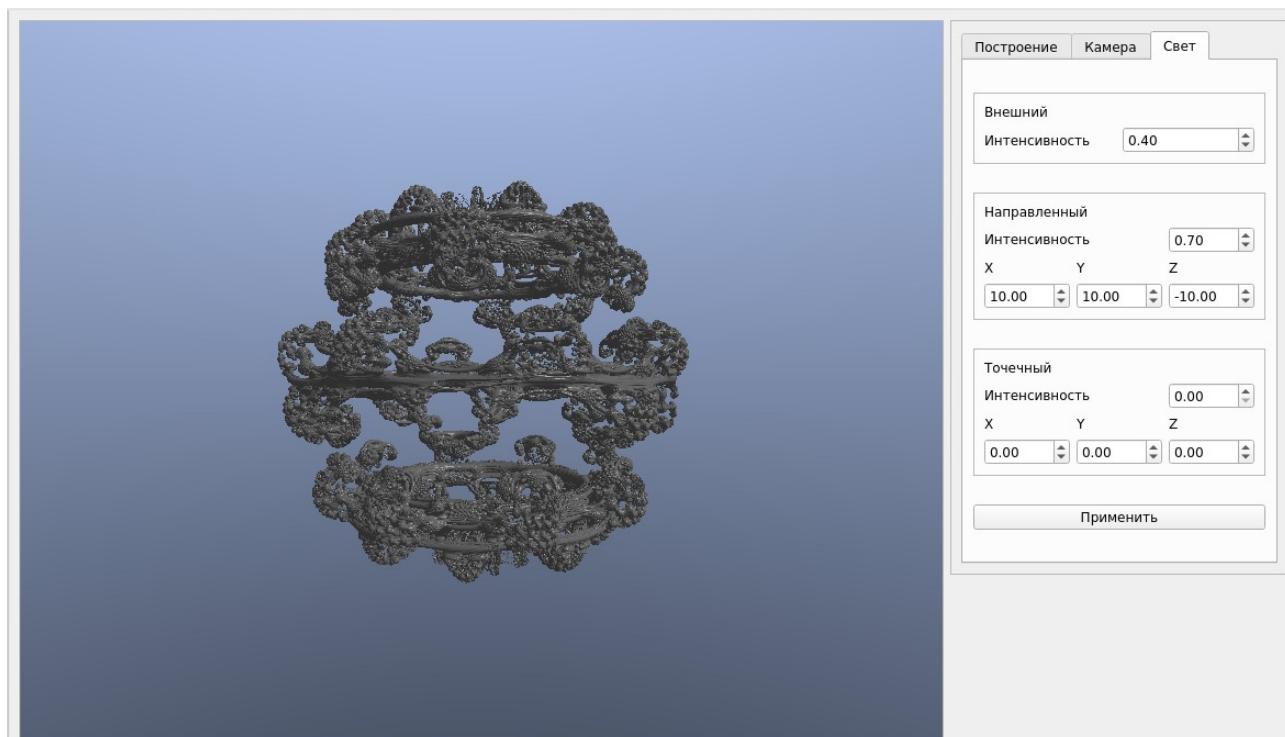 Построение Камера Свет
Внешний
Интенсивность 0.40
Направленный
Интенсивность 0.70
X Y Z
10.00 10.00 -10.00
Точечный
Интенсивность 0.00
X Y Z
0.00 0.00 0.00
Применить